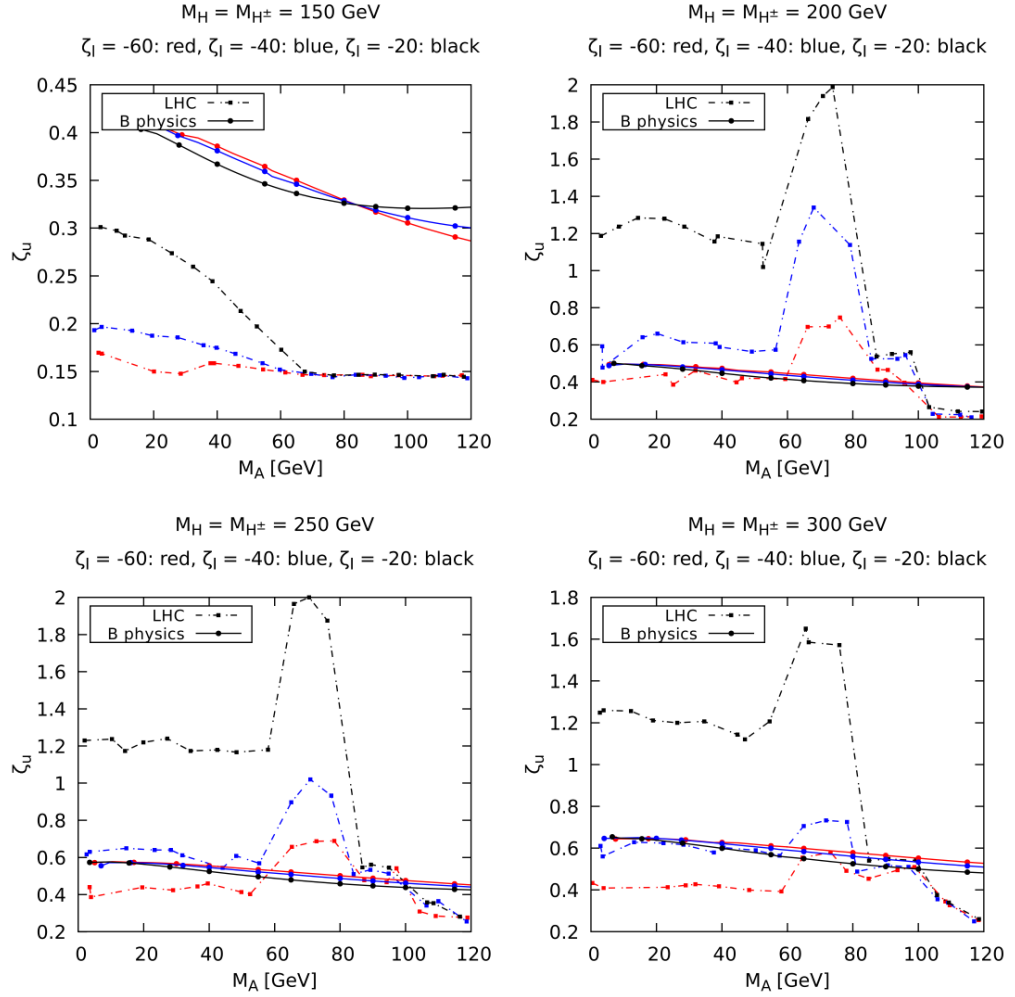 M_H = M_H± = 150 GeV
ζ_l = -60: red, ζ_l = -40: blue, ζ_l = -20: black
LHC
B physics
ζ_u
0.45
0.4
0.35
0.3
0.25
0.2
0.15
0.1
0 20 40 60 80 100 120
M_A [GeV]
M_H = M_H± = 200 GeV
ζ_l = -60: red, ζ_l = -40: blue, ζ_l = -20: black
LHC
B physics
ζ_u
2
1.8
1.6
1.4
1.2
1
0.8
0.6
0.4
0.2
0 20 40 60 80 100 120
M_A [GeV]
M_H = M_H± = 250 GeV
ζ_l = -60: red, ζ_l = -40: blue, ζ_l = -20: black
LHC
B physics
ζ_u
2
1.8
1.6
1.4
1.2
1
0.8
0.6
0.4
0.2
0 20 40 60 80 100 120
M_A [GeV]
M_H = M_H± = 300 GeV
ζ_l = -60: red, ζ_l = -40: blue, ζ_l = -20: black
LHC
B physics
ζ_u
1.8
1.6
1.4
1.2
1
0.8
0.6
0.4
0.2
0 20 40 60 80 100 120
M_A [GeV]